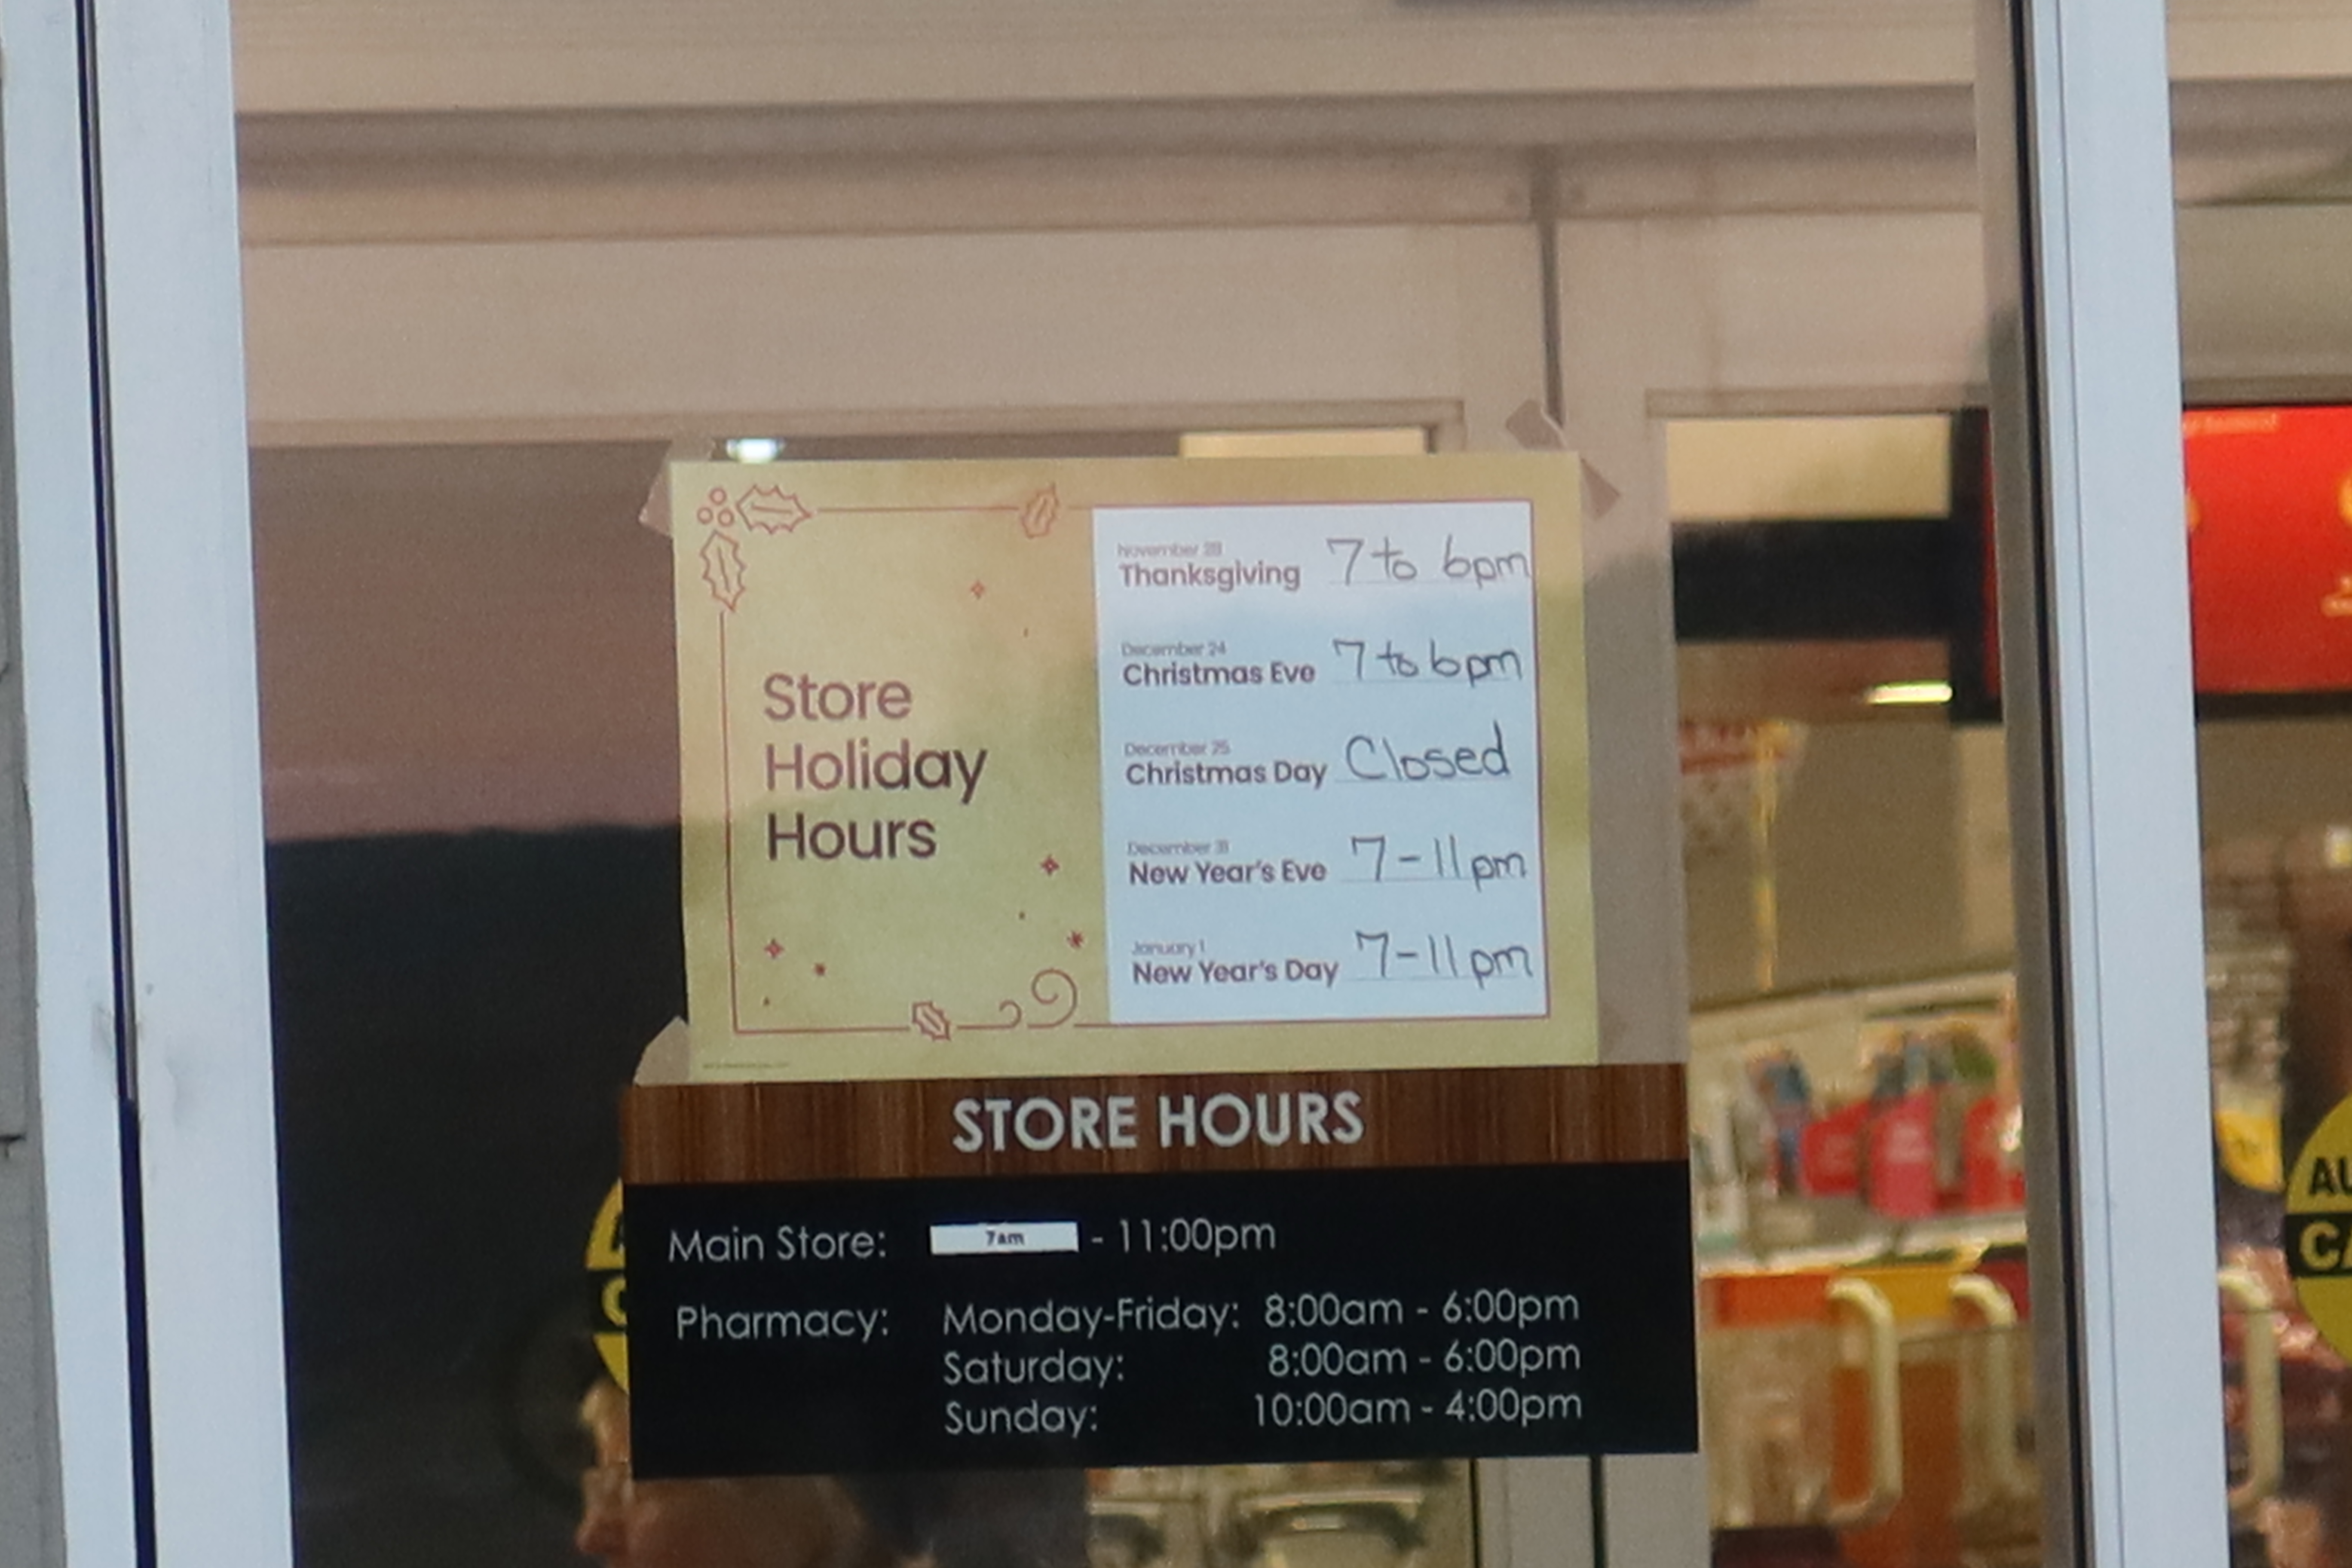 Store
Holiday
Hours
November 28
Thanksgiving 7 to 6pm
December 24
Christmas Eve 7 to 6pm
December 25
Christmas Day Closed
December 31
New Year's Eve 7-11pm
January 1
New Year's Day 7-11pm
STORE HOURS
Main Store: 7am - 11:00pm
Pharmacy: Monday-Friday: 8:00am - 6:00pm
Saturday: 8:00am - 6:00pm
Sunday: 10:00am - 4:00pm